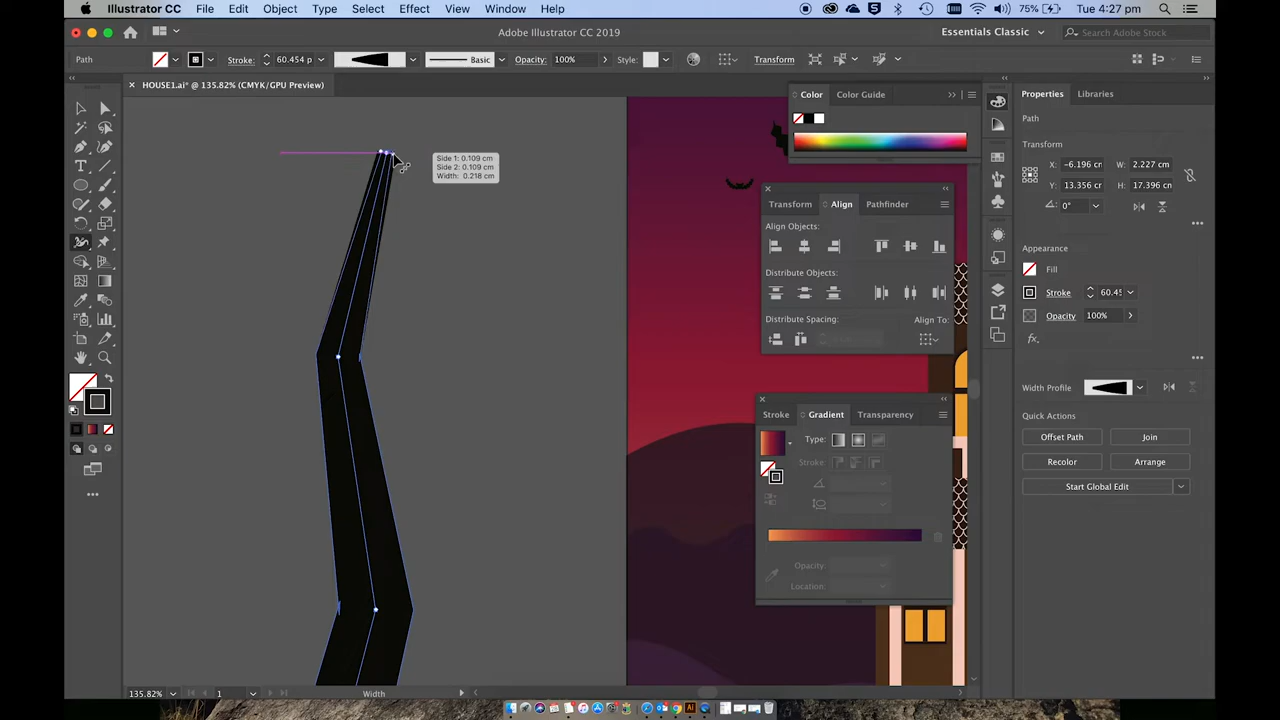 Illustrator CC File Edit Object Type Select Effect View Window Help 75% Tue 4:27 pm
Adobe Illustrator CC 2019
Essentials Classic
Search Adobe Stock
Path Stroke: 60.454 p Basic Opacity: 100% Style: Transform
× HOUSE1.ai* @ 135.82% (CMYK/GPU Preview)
Color Color Guide
Properties Libraries
Path
Transform
X: -6.196 cr W: 2.227 cm
Y: 13.356 cr H: 17.396 cm
0°
Side 1: 0.109 cm
Side 2: 0.109 cm
Width: 0.218 cm
Transform Align Pathfinder
Align Objects:
Distribute Objects:
Distribute Spacing: Align To:
Appearance
Fill
Stroke 60.45
Opacity 100%
fx.
Width Profile
Quick Actions
Offset Path Join
Recolor Arrange
Start Global Edit
Stroke Gradient Transparency
Type:
Stroke:
Opacity:
Location:
135.82% 1 Width